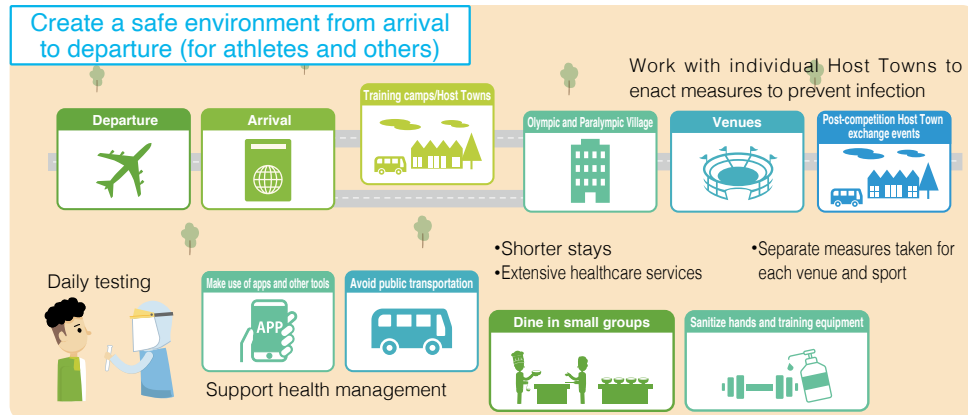 Create a safe environment from arrival
to departure (for athletes and others)
Work with individual Host Towns to
enact measures to prevent infection
Departure
Arrival
Training camps/Host Towns
Olympic and Paralympic Village
Venues
Post-competition Host Town
exchange events
•Shorter stays
•Extensive healthcare services
•Separate measures taken for
each venue and sport
Daily testing
Make use of apps and other tools
APP
Avoid public transportation
Support health management
Dine in small groups
Sanitize hands and training equipment